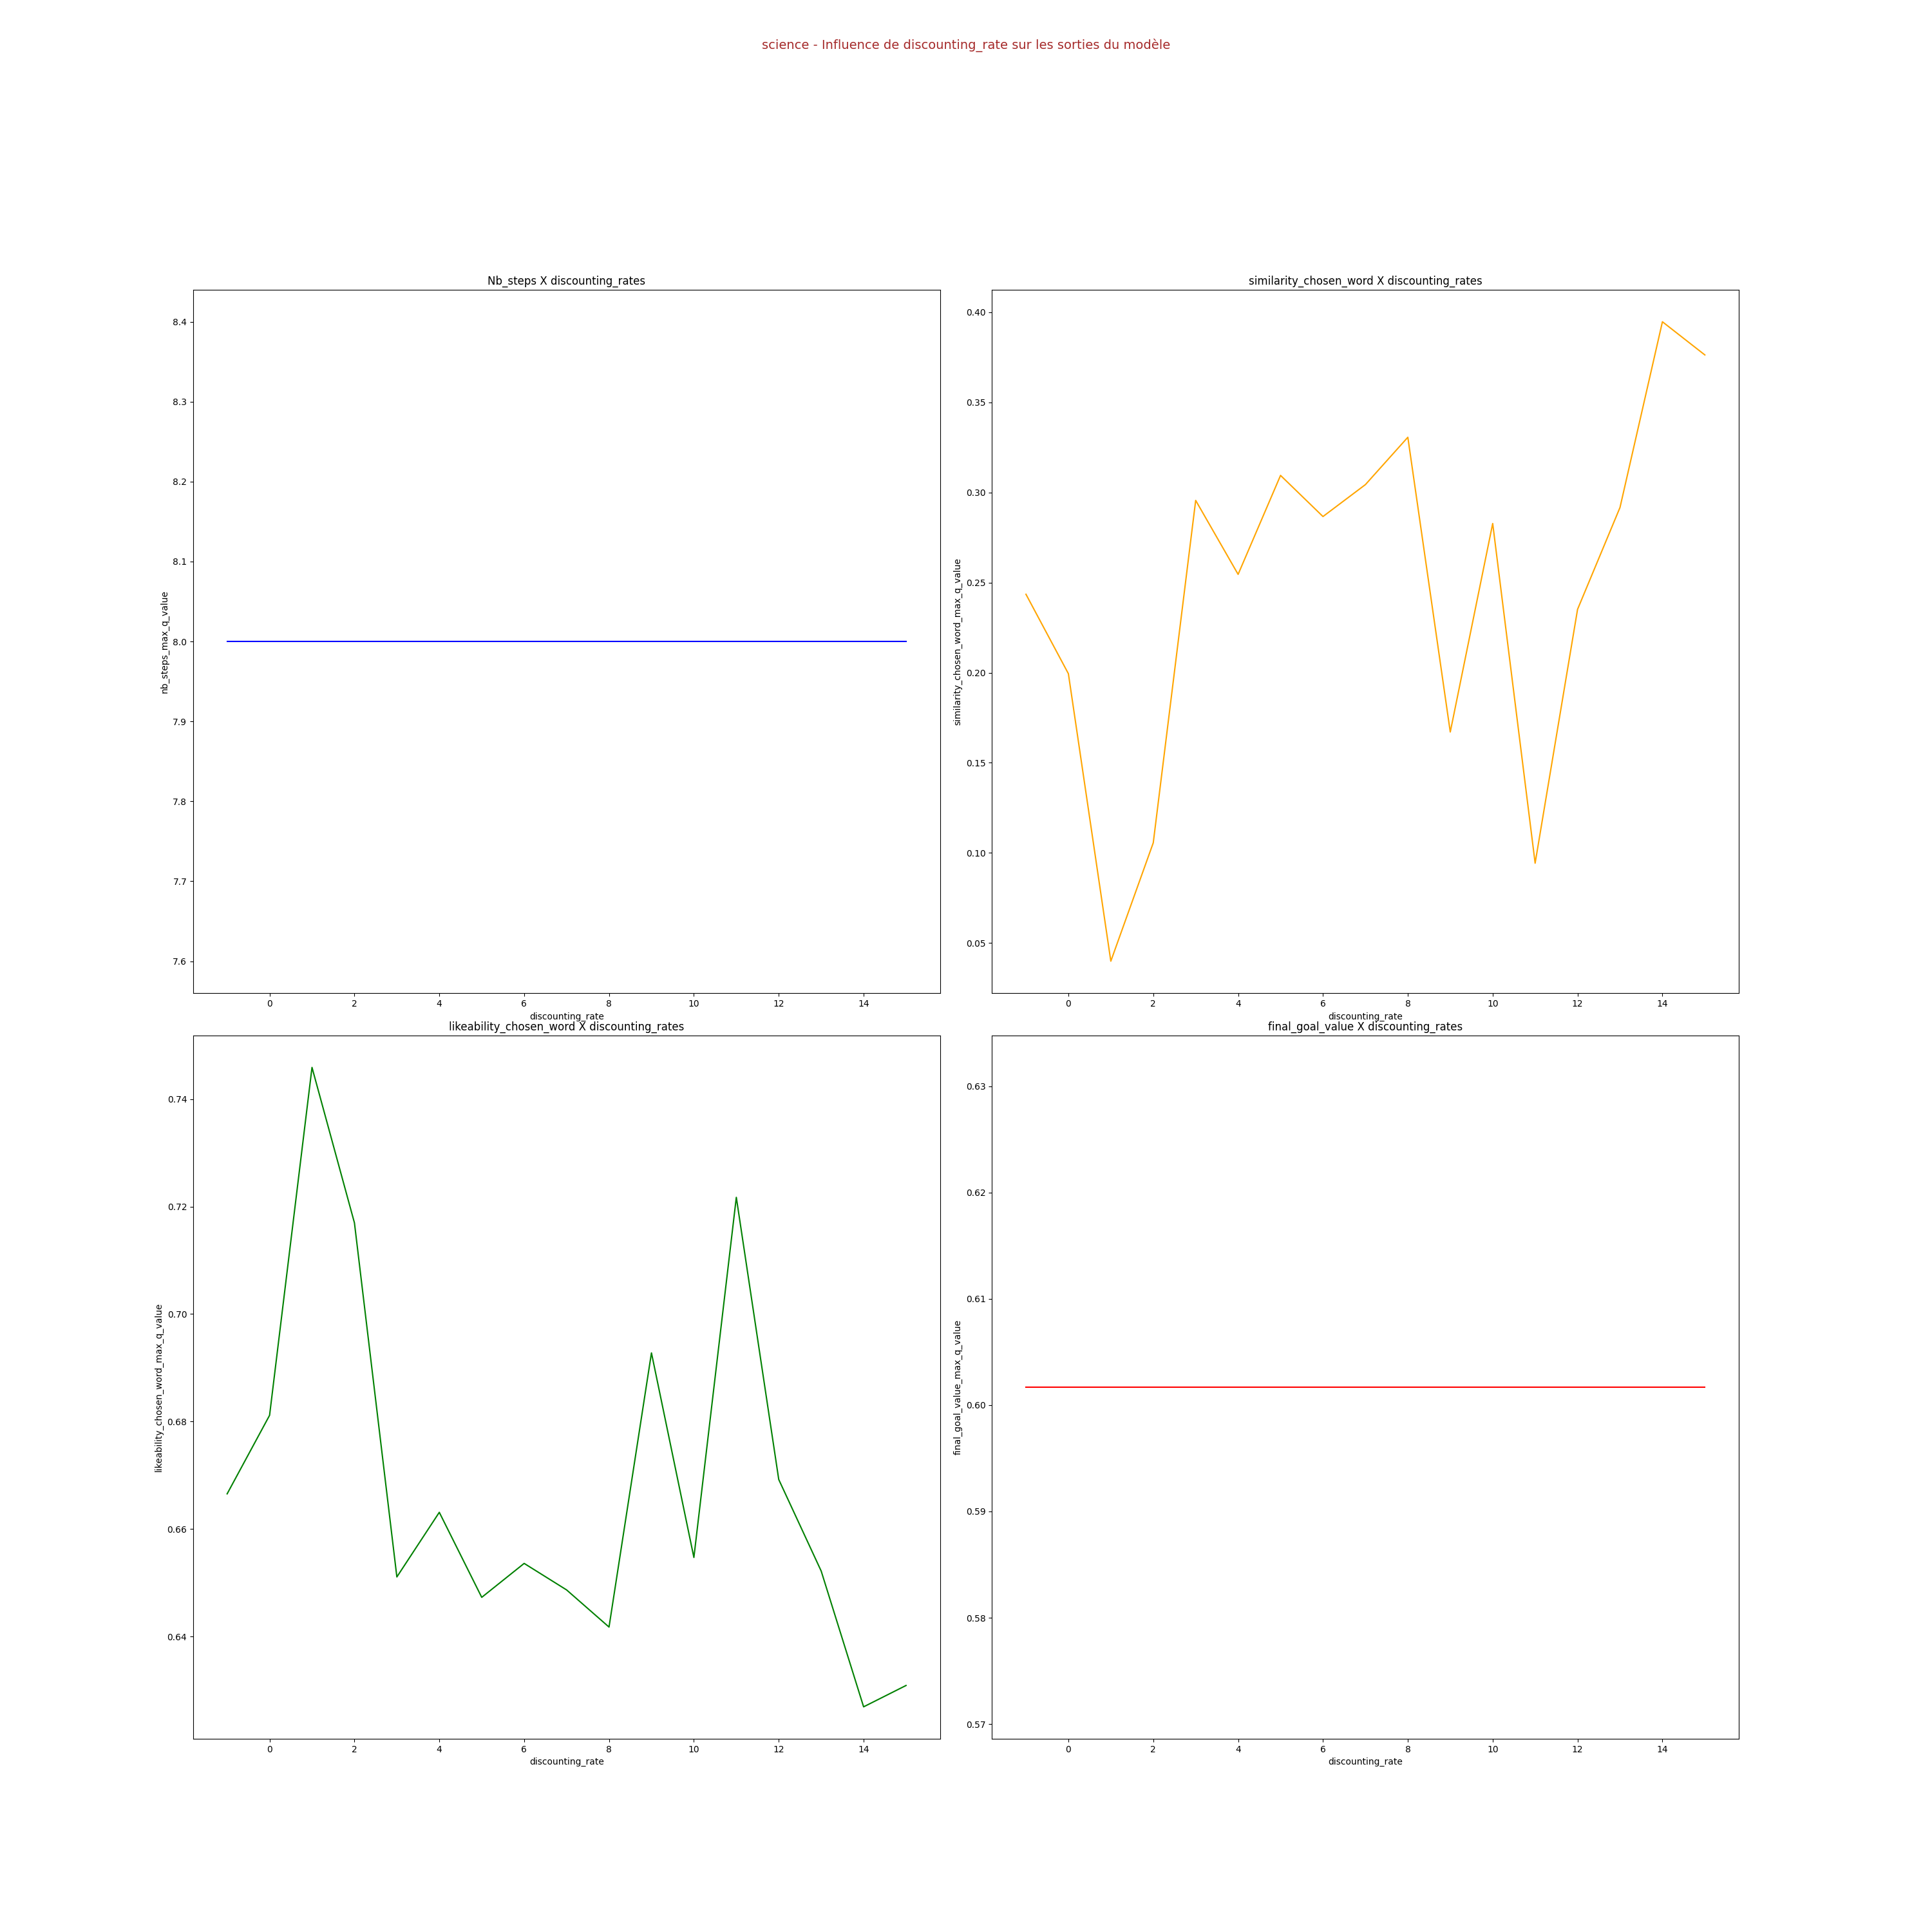 science - Influence de discounting_rate sur les sorties du modèle
Nb_steps X discounting_rates
8.4
8.3
8.2
8.1
8.0
7.9
7.8
7.7
7.6
nb_steps_max_q_value
0 2 4 6 8 10 12 14
discounting_rate
similarity_chosen_word X discounting_rates
0.40
0.35
0.30
0.25
0.20
0.15
0.10
0.05
similarity_chosen_word_max_q_value
0 2 4 6 8 10 12 14
discounting_rate
likeability_chosen_word X discounting_rates
0.74
0.72
0.70
0.68
0.66
0.64
likeability_chosen_word_max_q_value
0 2 4 6 8 10 12 14
discounting_rate
final_goal_value X discounting_rates
0.63
0.62
0.61
0.60
0.59
0.58
0.57
final_goal_value_max_q_value
0 2 4 6 8 10 12 14
discounting_rate